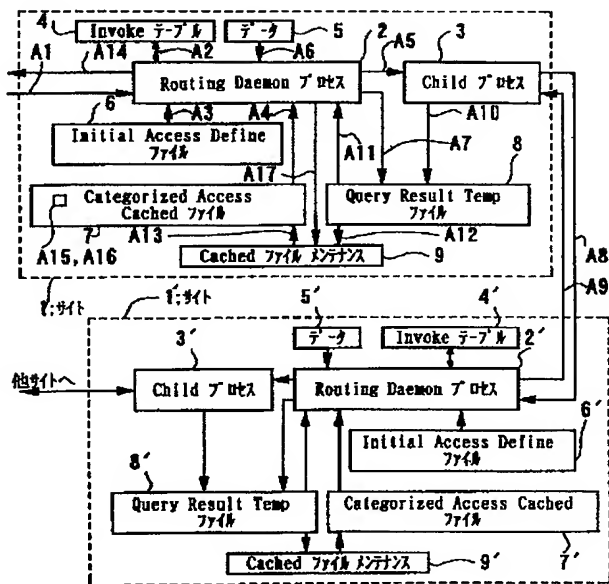 4
Invoke テーブル
データ
5
2
3
A1
A14
A2
A6
A5
Routing Daemon プロセス
Child プロセス
6
A3
A4
A10
Initial Access Define
ファイル
A11
A7
8
A17
Categorized Access
Cached ファイル
Query Result Temp
ファイル
7
A13
A12
A15, A16
Cached ファイル メンテナンス
9
A8
A9
1;サイト
1′;サイト
5′
4′
3′
データ
Invoke テーブル
2′
他サイトへ
Child プロセス
Routing Daemon プロセス
6′
Initial Access Define
ファイル
8′
Query Result Temp
ファイル
Categorized Access Cached
ファイル
7′
Cached ファイル メンテナンス
9′